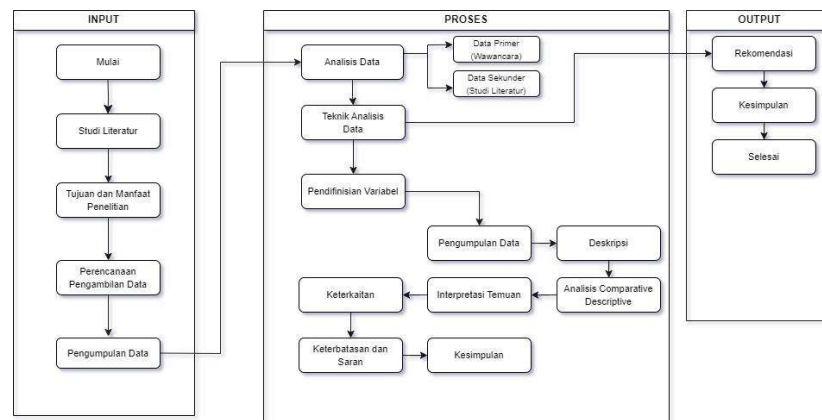 INPUT
Mulai
Studi Literatur
Tujuan dan Manfaat
Penelitian
Perencanaan
Pengambilan Data
Pengumpulan Data
PROSES
Analisis Data
Data Primer
(Wawancara)
Data Sekunder
(Studi Literatur)
Teknik Analisis
Data
Pendifinisian Variabel
Pengumpulan Data
Deskripsi
Analisis Comparative
Descriptive
Interpretasi Temuan
Keterkaitan
Keterbatasan dan
Saran
Kesimpulan
OUTPUT
Rekomendasi
Kesimpulan
Selesai